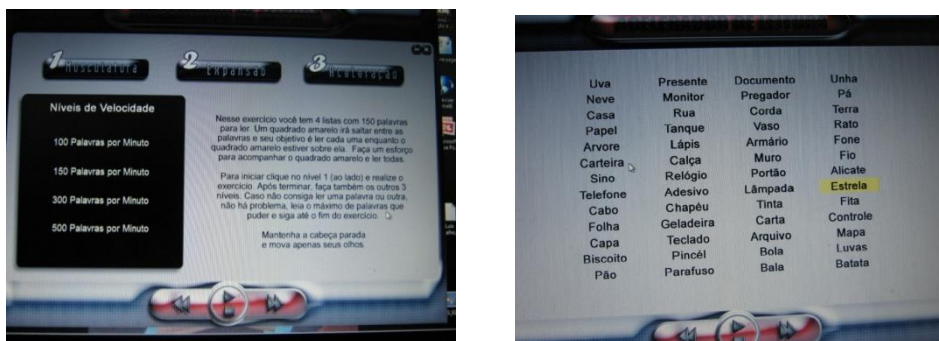 1 Musculatura
2 Expansão
3 Aceleração
Níveis de Velocidade
100 Palavras por Minuto
150 Palavras por Minuto
300 Palavras por Minuto
500 Palavras por Minuto
Nesse exercício você tem 4 listas com 150 palavras
para ler. Um quadrado amarelo irá saltar entre as
palavras e seu objetivo é ler cada uma enquanto o
quadrado amarelo estiver sobre ela. Faça um esforço
para acompanhar o quadrado amarelo e ler todas.
Para iniciar clique no nível 1 (ao lado) e realize o
exercício. Após terminar, faça também os outros 3
níveis. Caso não consiga ler uma palavra ou outra,
não há problema, leia o máximo de palavras que
puder e siga até o fim do exercício.
Mantenha a cabeça parada
e mova apenas seus olhos
Uva Presente Documento Unha
Neve Monitor Pregador Pá
Casa Rua Corda Terra
Papel Tanque Vaso Rato
Arvore Lápis Armário Fone
Carteira Calça Muro Fio
Sino Relógio Portão Alicate
Telefone Adesivo Lâmpada Estrela
Cabo Chapéu Tinta Fita
Folha Geladeira Carta Controle
Capa Teclado Arquivo Mapa
Biscoito Pincél Bola Luvas
Pão Parafuso Bala Batata